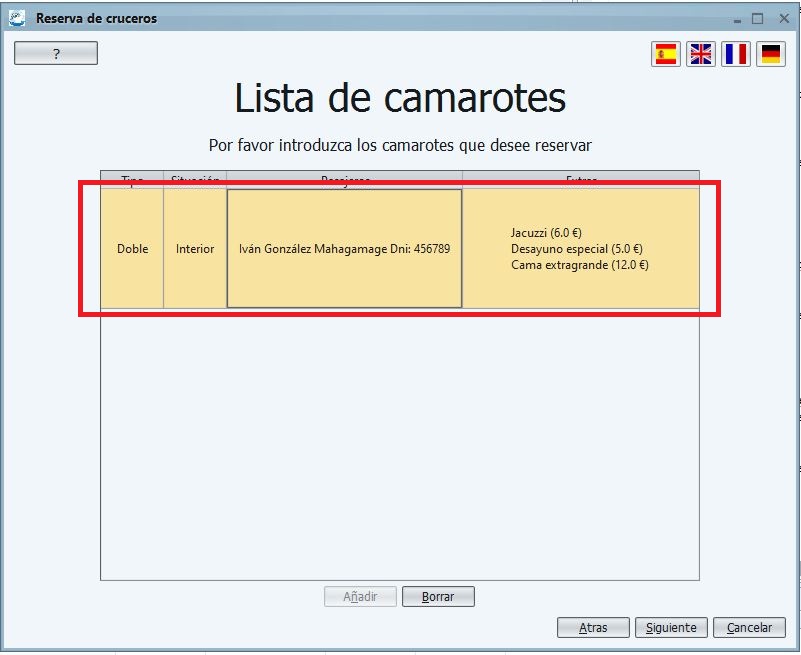 Reserva de cruceros
?
Lista de camarotes
Por favor introduzca los camarotes que desee reservar
Tipo Situación Pasajeros Extras
Doble Interior Iván González Mahagamage Dni: 456789
Jacuzzi (6.0 €)
Desayuno especial (5.0 €)
Cama extragrande (12.0 €)
Añadir Borrar
Atras Siguiente Cancelar